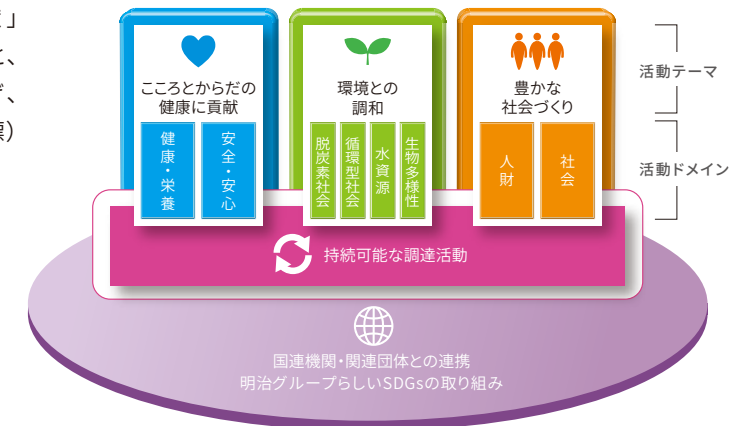 」
、
、
)
こころとからだの
健康に貢献
環境との
調和
豊かな
社会づくり
活動テーマ
健康・栄養
安全・安心
脱炭素社会
循環型社会
水資源
生物多様性
人財
社会
活動ドメイン
持続可能な調達活動
国連機関・関連団体との連携
明治グループらしいSDGsの取り組み